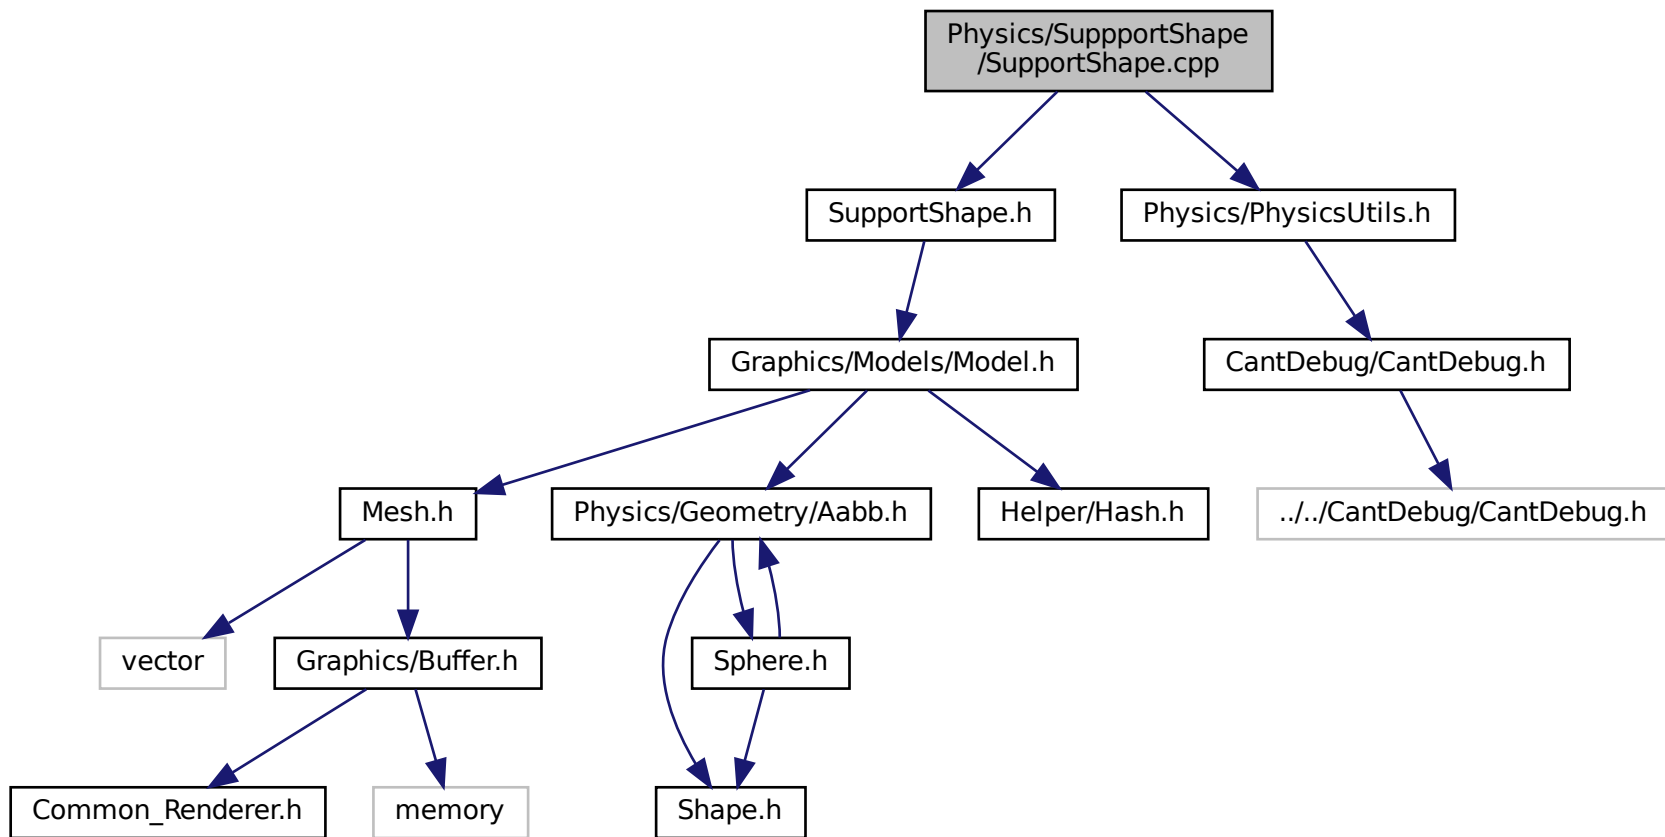 Physics/SuppportShape
/SupportShape.cpp
SupportShape.h
Physics/PhysicsUtils.h
Graphics/Models/Model.h
CantDebug/CantDebug.h
Mesh.h
Physics/Geometry/Aabb.h
Helper/Hash.h
../../CantDebug/CantDebug.h
vector
Graphics/Buffer.h
Sphere.h
Common_Renderer.h
memory
Shape.h